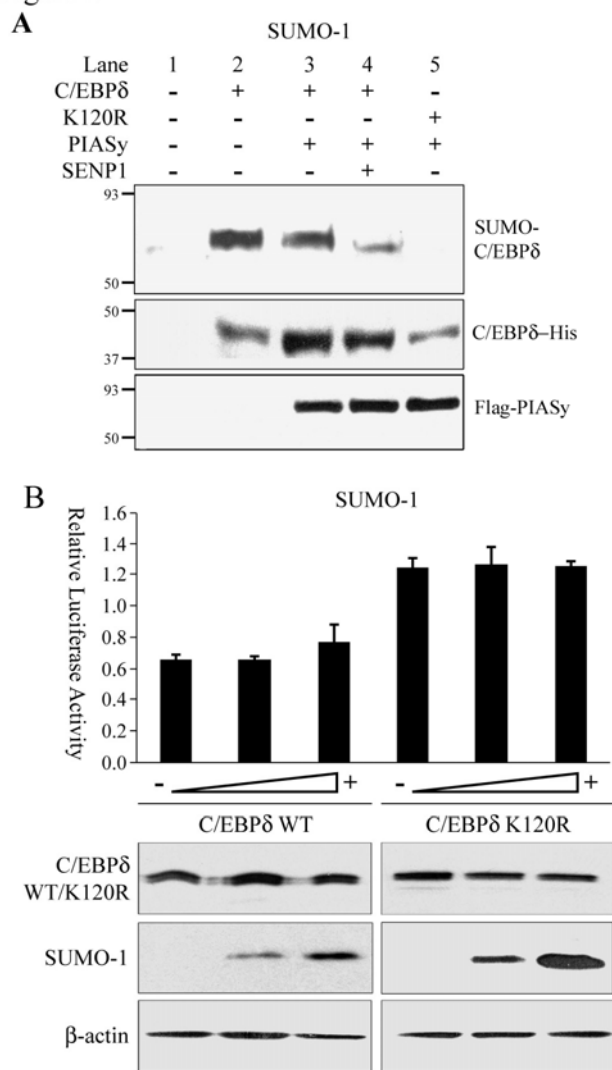 A
SUMO-1
Lane 1 2 3 4 5
C/EBPδ - + + + -
K120R - - - - +
PIASy - - + + +
SENP1 - - - + -
93
SUMO-
C/EBPδ
50
50
C/EBPδ–His
37
93
Flag-PIASy
50
B
SUMO-1
Relative Luciferase Activity
1.6
1.4
1.2
1.0
0.8
0.6
0.4
0.2
0.0
- + - +
C/EBPδ WT C/EBPδ K120R
C/EBPδ
WT/K120R
SUMO-1
β-actin